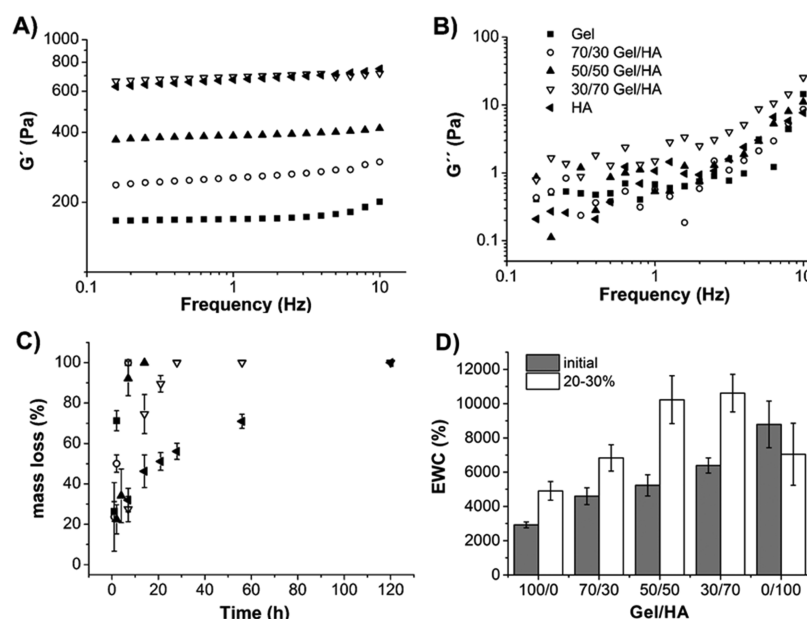 A)
1000
800
600
400
200
G´ (Pa)
0.1
1
10
Frequency (Hz)
B)
Gel
70/30 Gel/HA
50/50 Gel/HA
30/70 Gel/HA
HA
100
10
1
0.1
G´´ (Pa)
0.1
1
10
Frequency (Hz)
C)
100
80
60
40
20
0
mass loss (%)
0
20
40
60
80
100
120
Time (h)
D)
initial
20-30%
12000
10000
8000
6000
4000
2000
0
EWC (%)
100/0
70/30
50/50
30/70
0/100
Gel/HA